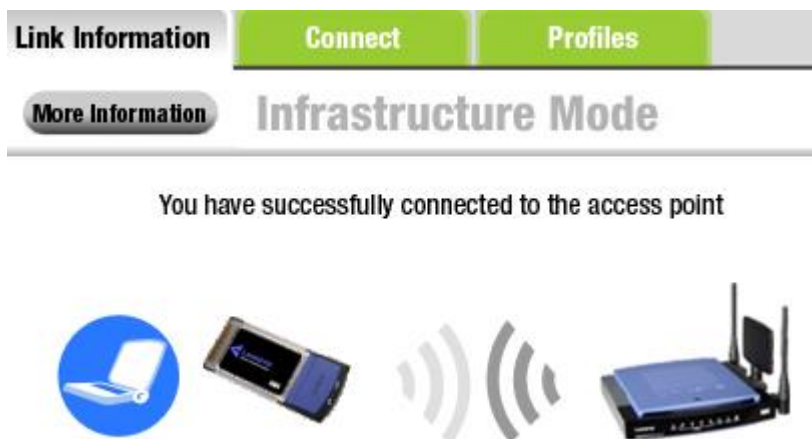 Link Information
Connect
Profiles
More Information
Infrastructure Mode
You have successfully connected to the access point